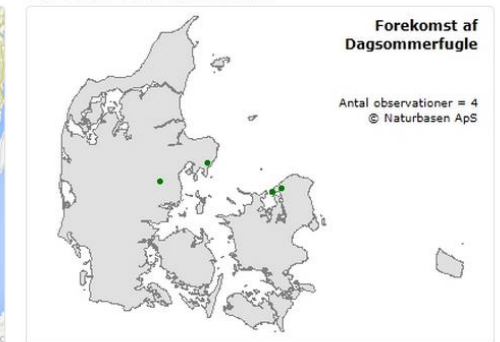 Forekomst af
Dagsommerfugle
Antal observationer = 4
© Naturbasen ApS